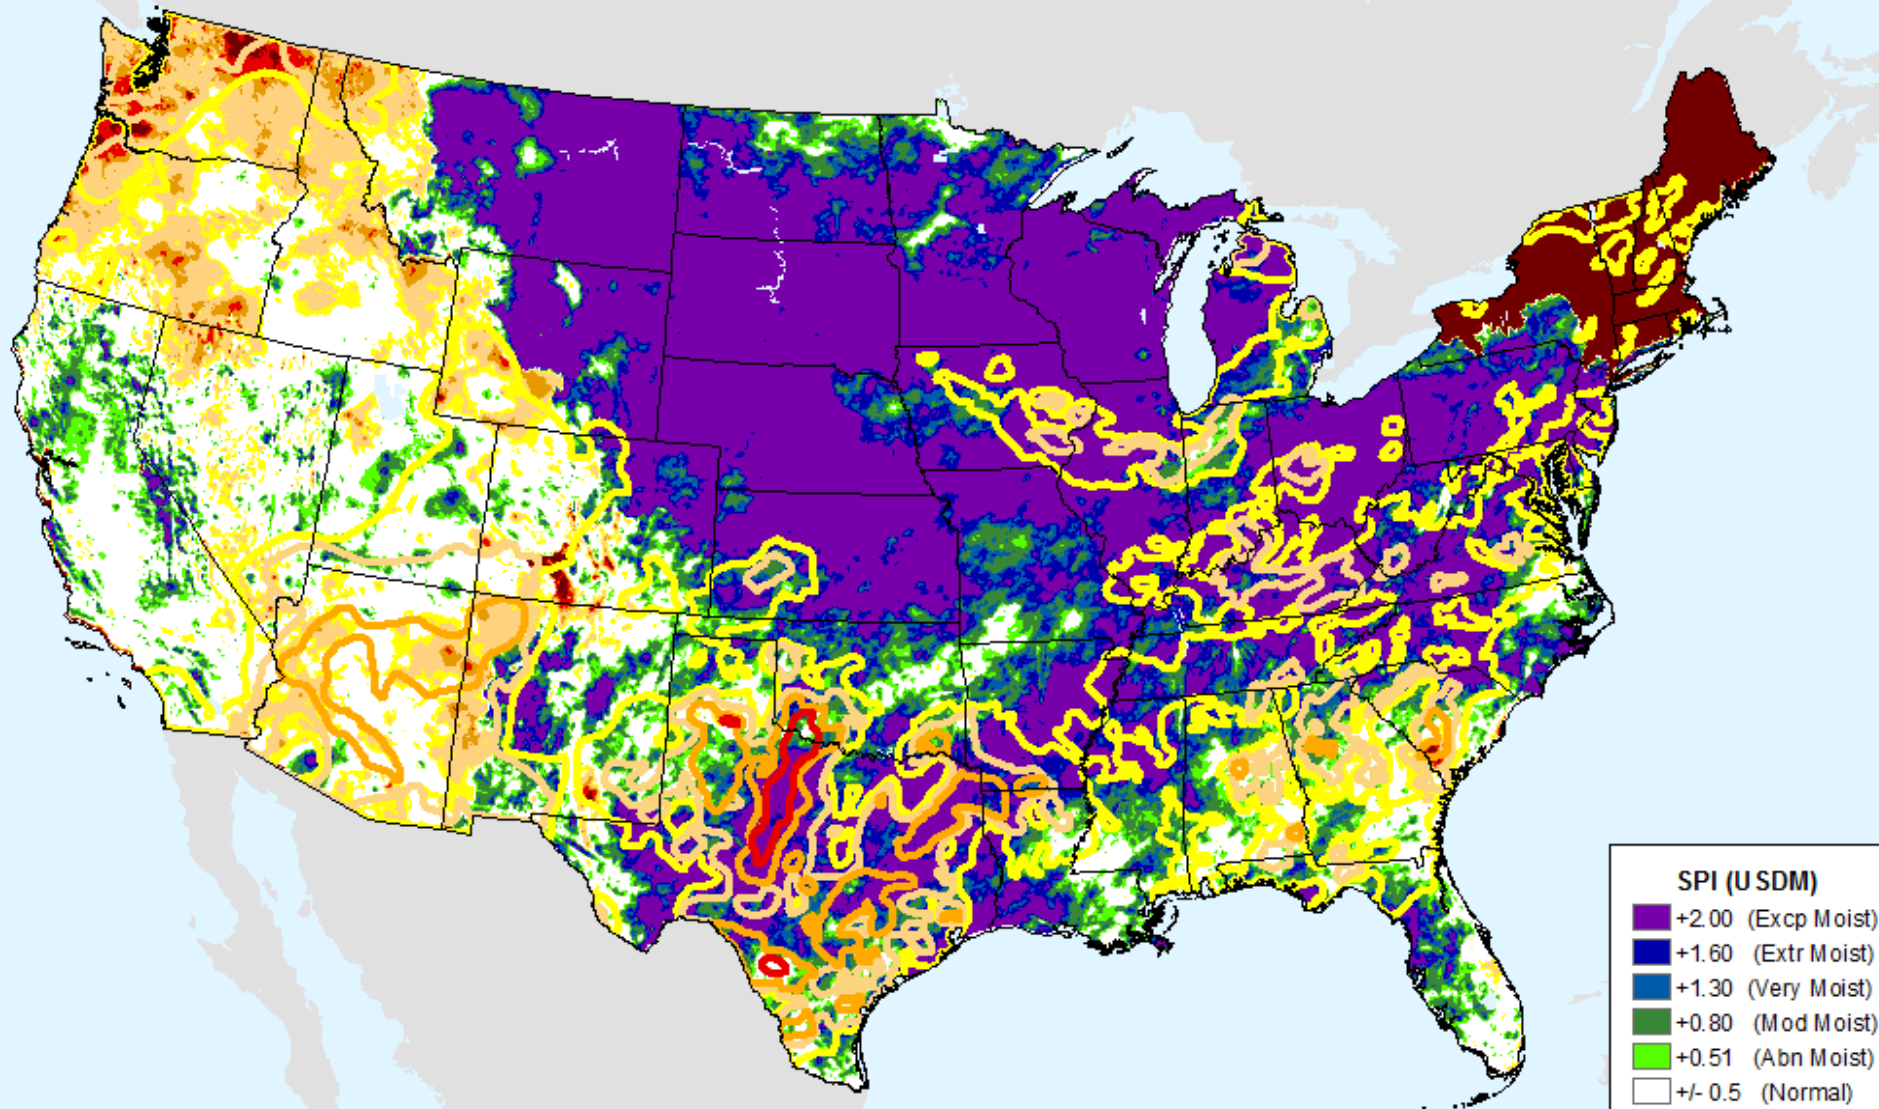 SPI (USDM)
+2.00 (Excp Moist)
+1.60 (Extr Moist)
+1.30 (Very Moist)
+0.80 (Mod Moist)
+0.51 (Abn Moist)
+/- 0.5 (Normal)